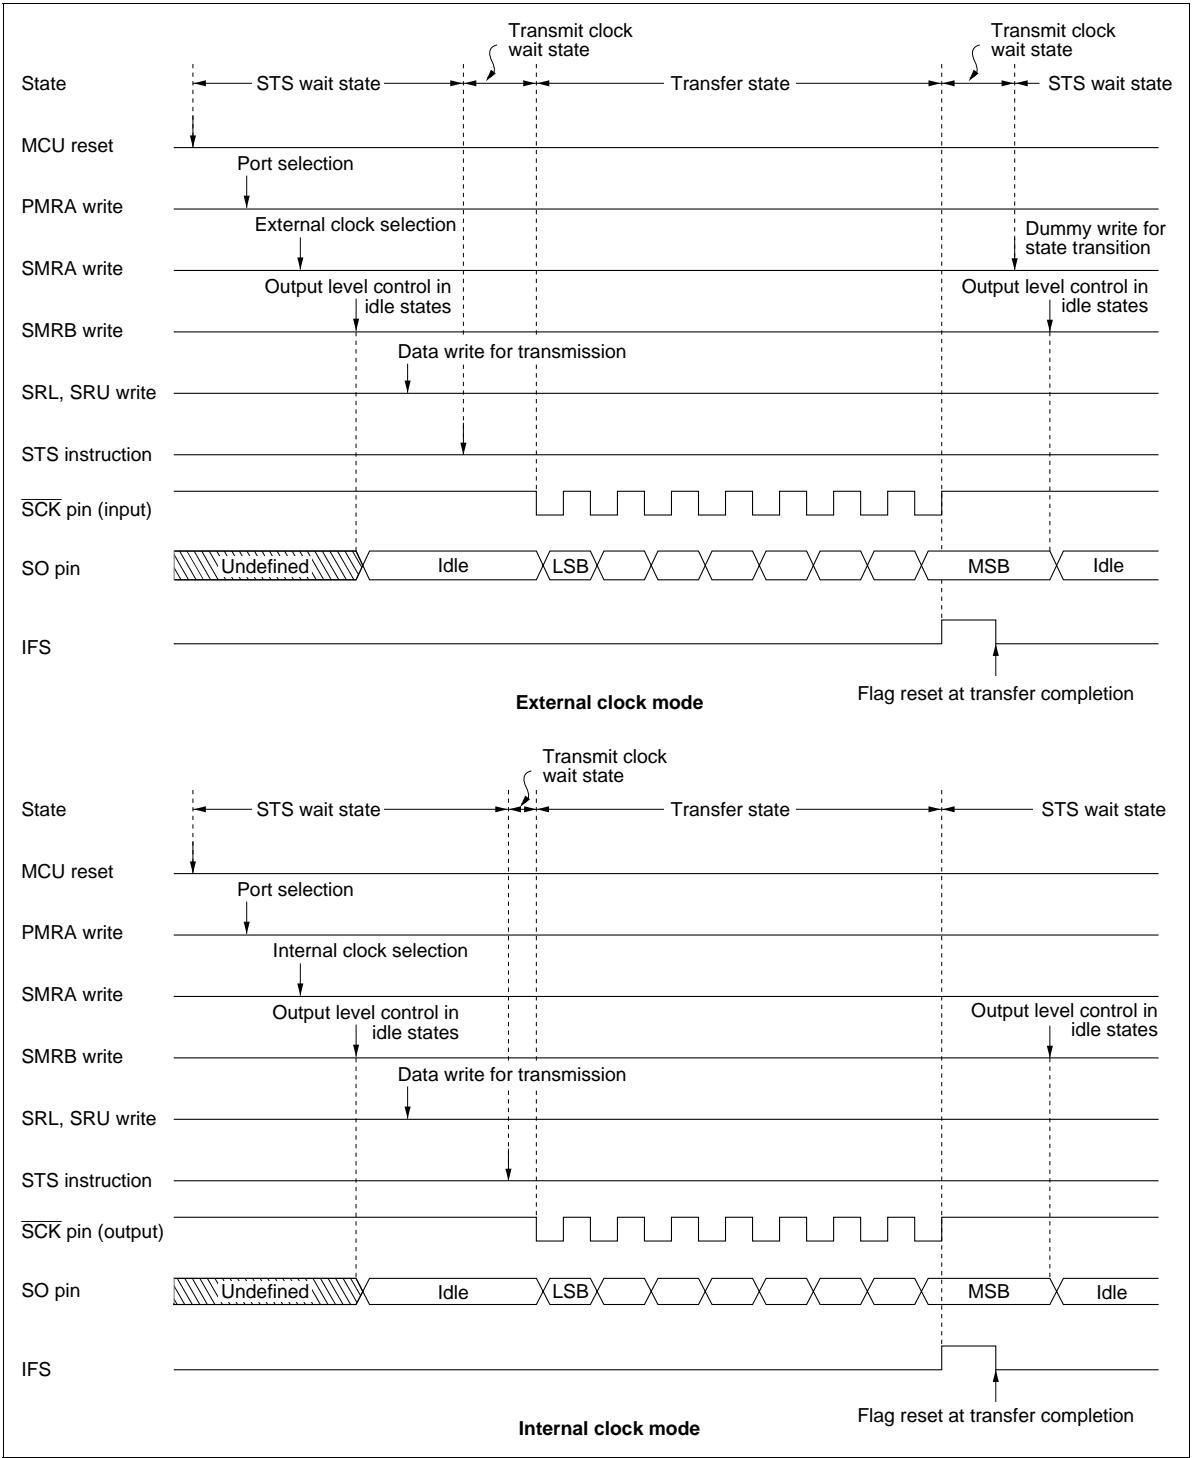 Transmit clock
wait state
Transmit clock
wait state
State
STS wait state
Transfer state
STS wait state
MCU reset
Port selection
PMRA write
External clock selection
Dummy write for
state transition
SMRA write
Output level control in
idle states
Output level control in
idle states
SMRB write
Data write for transmission
SRL, SRU write
STS instruction
SCK pin (input)
SO pin
Undefined
Idle
LSB
MSB
Idle
IFS
Flag reset at transfer completion
External clock mode
Transmit clock
wait state
State
STS wait state
Transfer state
STS wait state
MCU reset
Port selection
PMRA write
Internal clock selection
SMRA write
Output level control in
idle states
Output level control in
idle states
SMRB write
Data write for transmission
SRL, SRU write
STS instruction
SCK pin (output)
SO pin
Undefined
Idle
LSB
MSB
Idle
IFS
Flag reset at transfer completion
Internal clock mode